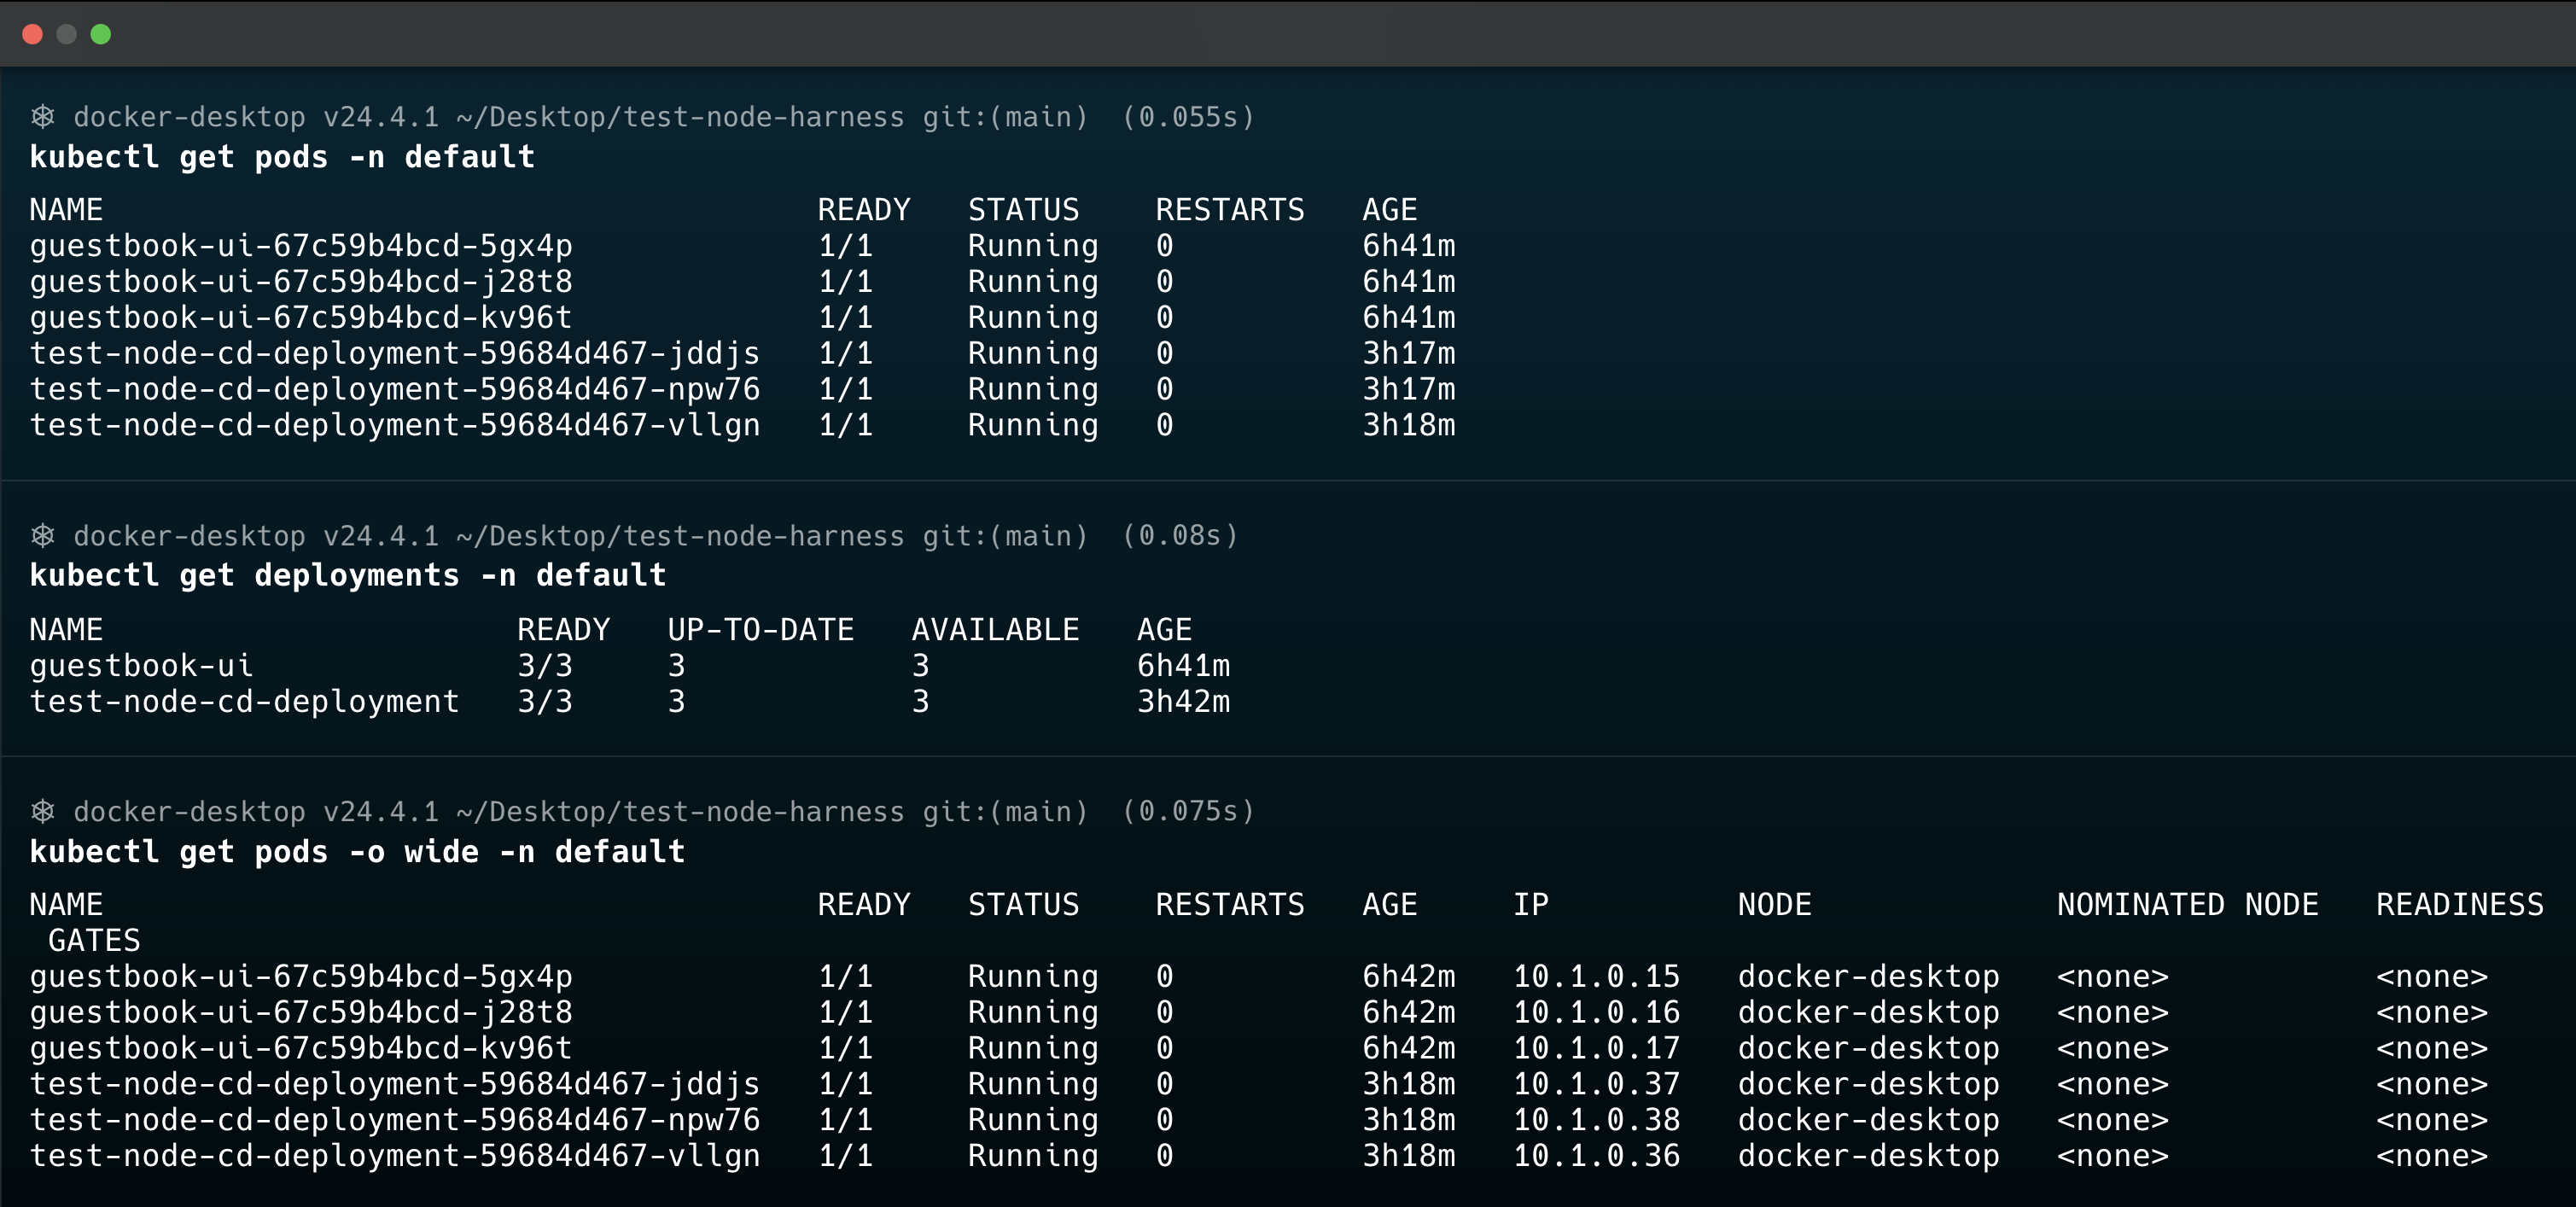 ⎈ docker-desktop v24.4.1 ~/Desktop/test-node-harness git:(main) (0.055s)
kubectl get pods -n default
NAME READY STATUS RESTARTS AGE
guestbook-ui-67c59b4bcd-5gx4p 1/1 Running 0 6h41m
guestbook-ui-67c59b4bcd-j28t8 1/1 Running 0 6h41m
guestbook-ui-67c59b4bcd-kv96t 1/1 Running 0 6h41m
test-node-cd-deployment-59684d467-jddjs 1/1 Running 0 3h17m
test-node-cd-deployment-59684d467-npw76 1/1 Running 0 3h17m
test-node-cd-deployment-59684d467-vllgn 1/1 Running 0 3h18m
⎈ docker-desktop v24.4.1 ~/Desktop/test-node-harness git:(main) (0.08s)
kubectl get deployments -n default
NAME READY UP-TO-DATE AVAILABLE AGE
guestbook-ui 3/3 3 3 6h41m
test-node-cd-deployment 3/3 3 3 3h42m
⎈ docker-desktop v24.4.1 ~/Desktop/test-node-harness git:(main) (0.075s)
kubectl get pods -o wide -n default
NAME READY STATUS RESTARTS AGE IP NODE NOMINATED NODE READINESS
GATES
guestbook-ui-67c59b4bcd-5gx4p 1/1 Running 0 6h42m 10.1.0.15 docker-desktop <none> <none>
guestbook-ui-67c59b4bcd-j28t8 1/1 Running 0 6h42m 10.1.0.16 docker-desktop <none> <none>
guestbook-ui-67c59b4bcd-kv96t 1/1 Running 0 6h42m 10.1.0.17 docker-desktop <none> <none>
test-node-cd-deployment-59684d467-jddjs 1/1 Running 0 3h18m 10.1.0.37 docker-desktop <none> <none>
test-node-cd-deployment-59684d467-npw76 1/1 Running 0 3h18m 10.1.0.38 docker-desktop <none> <none>
test-node-cd-deployment-59684d467-vllgn 1/1 Running 0 3h18m 10.1.0.36 docker-desktop <none> <none>